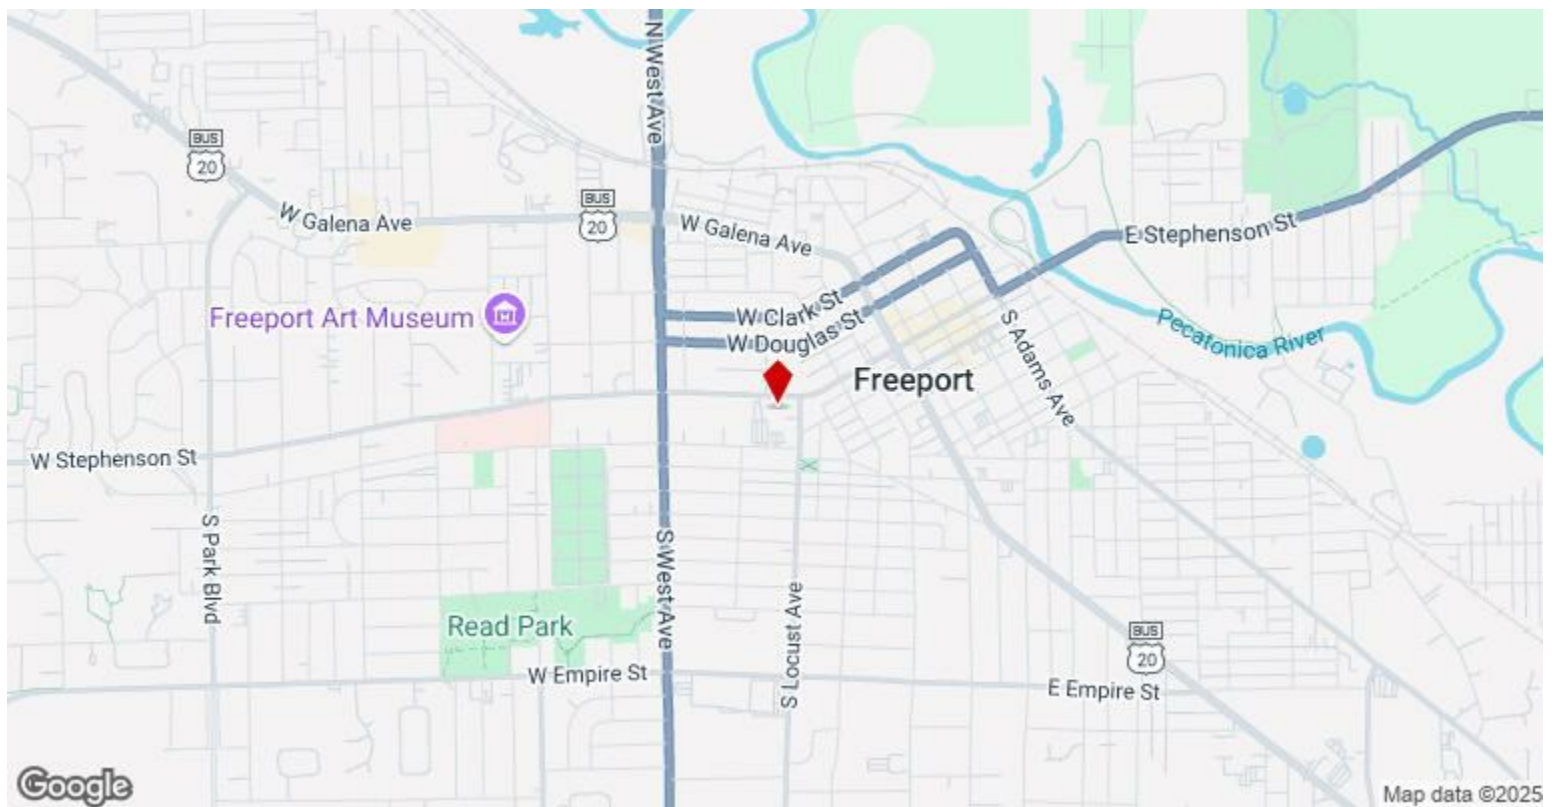 N West Ave
BUS
20
BUS
20
W Galena Ave
W Galena Ave
E Stephenson St
Freeport Art Museum
W Clark St
W Douglas St
S Adams Ave
Pecatonica River
Freeport
W Stephenson St
S Park Blvd
S West Ave
S Locust Ave
Read Park
W Empire St
BUS
20
E Empire St
Google
Map data ©2025